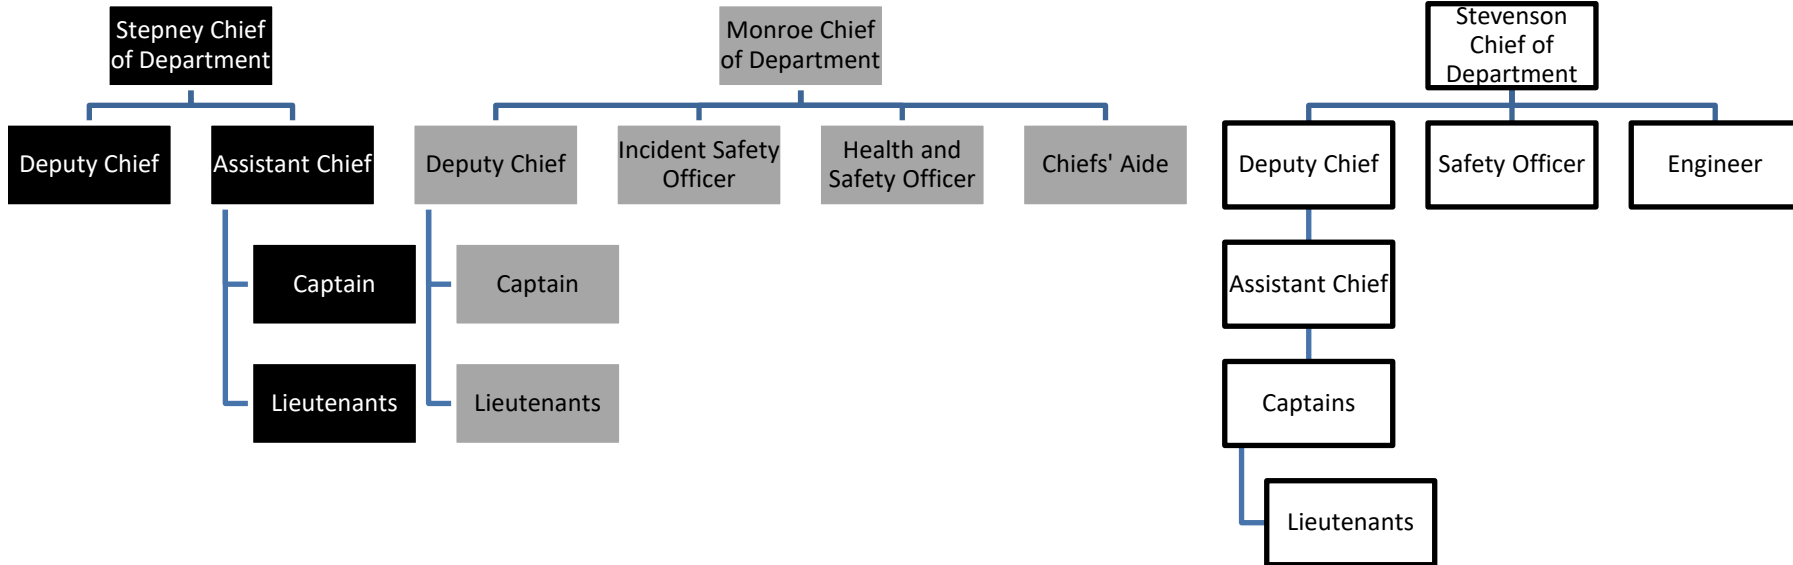 Stepney Chief
of Department
Monroe Chief
of Department
Stevenson
Chief of
Department
Deputy Chief
Assistant Chief
Deputy Chief
Incident Safety
Officer
Health and
Safety Officer
Chiefs' Aide
Deputy Chief
Safety Officer
Engineer
Captain
Captain
Assistant Chief
Lieutenants
Lieutenants
Captains
Lieutenants